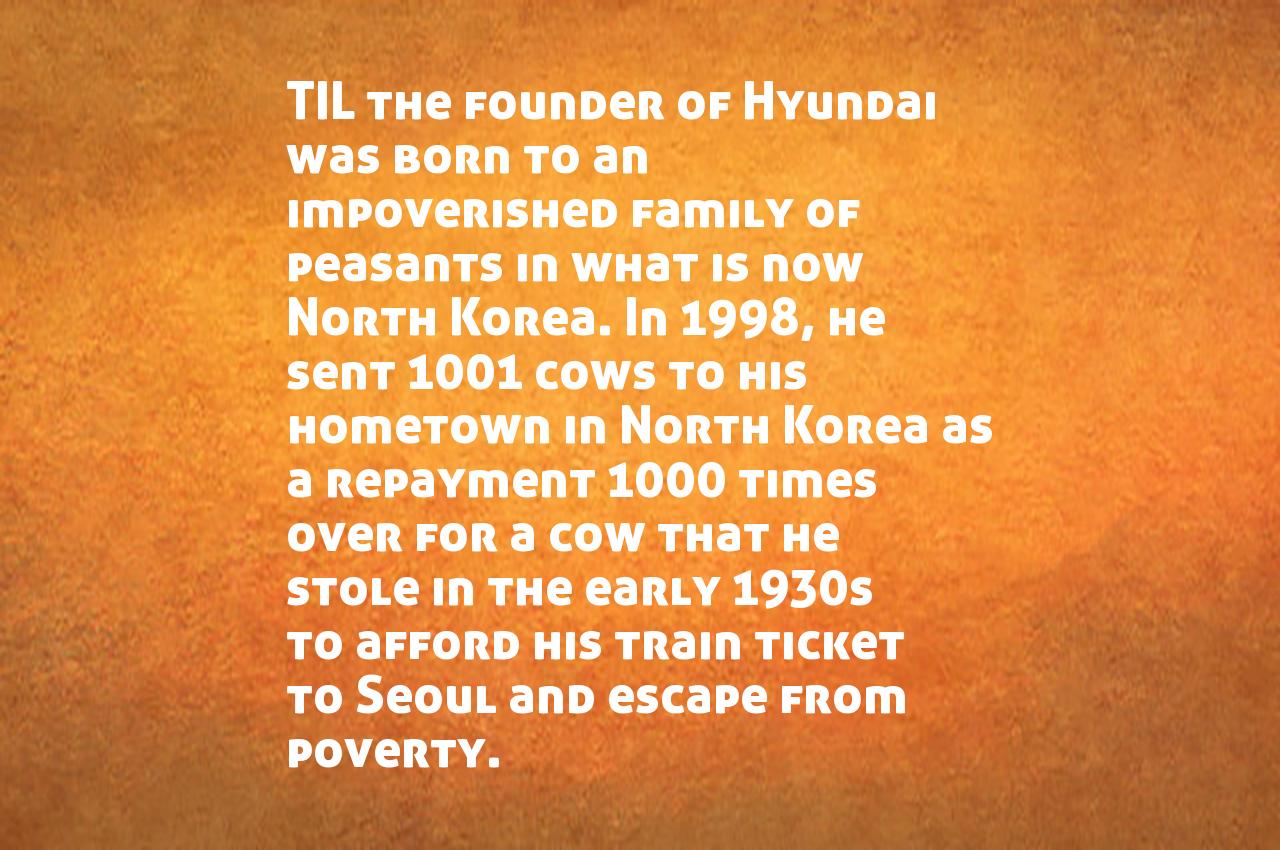 TIL the founder of Hyundai
was born to an
impoverished family of
peasants in what is now
North Korea. In 1998, he
sent 1001 cows to his
hometown in North Korea as
a repayment 1000 times
over for a cow that he
stole in the early 1930s
to afford his train ticket
to Seoul and escape from
poverty.